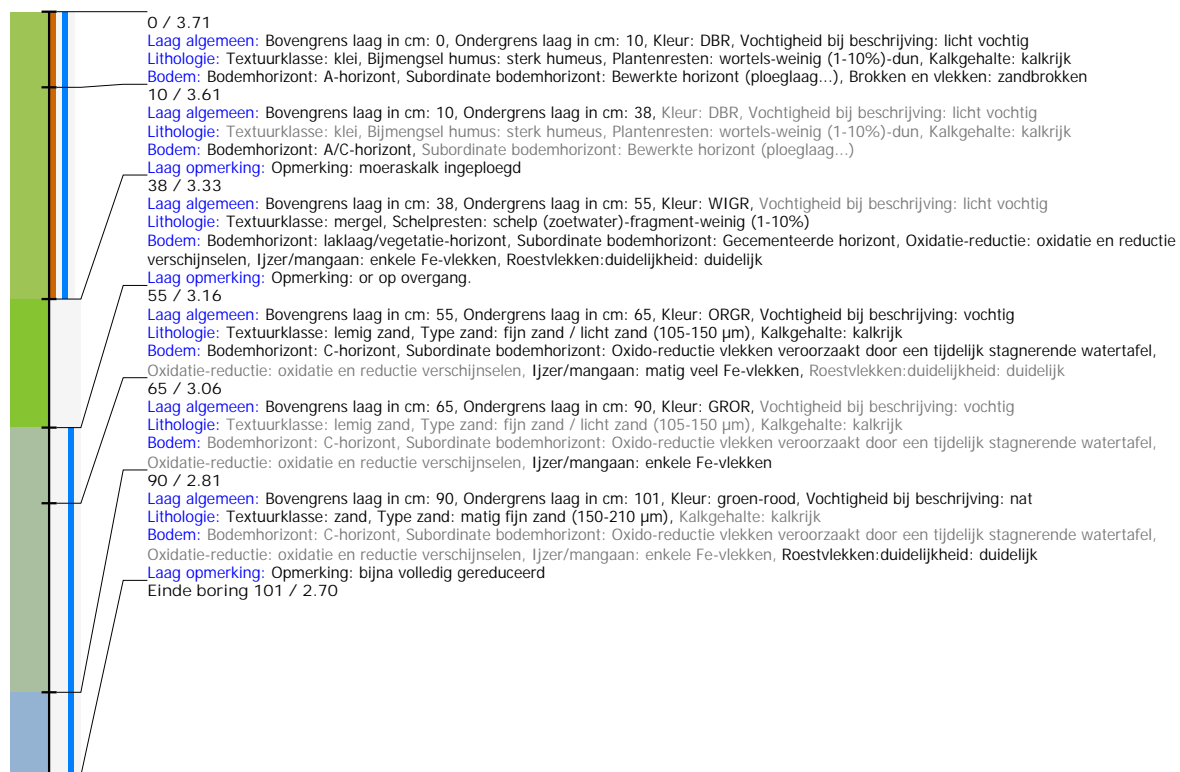 0 / 3.71
Laag algemeen: Bovengrens laag in cm: 0, Ondergrens laag in cm: 10, Kleur: DBR, Vochtigheid bij beschrijving: licht vochtig
Lithologie: Textuurklasse: klei, Bijmengsel humus: sterk humeus, Plantenresten: wortels-weinig (1-10%)-dun, Kalkgehalte: kalkrijk
Bodem: Bodemhorizont: A-horizont, Subordinate bodemhorizont: Bewerkte horizont (ploeglaag...), Brokken en vlekken: zandbrokken
10 / 3.61
Laag algemeen: Bovengrens laag in cm: 10, Ondergrens laag in cm: 38, Kleur: DBR, Vochtigheid bij beschrijving: licht vochtig
Lithologie: Textuurklasse: klei, Bijmengsel humus: sterk humeus, Plantenresten: wortels-weinig (1-10%)-dun, Kalkgehalte: kalkrijk
Bodem: Bodemhorizont: A/C-horizont, Subordinate bodemhorizont: Bewerkte horizont (ploeglaag...)
Laag opmerking: Opmerking: moeraskalk ingeploegd
38 / 3.33
Laag algemeen: Bovengrens laag in cm: 38, Ondergrens laag in cm: 55, Kleur: WIGR, Vochtigheid bij beschrijving: licht vochtig
Lithologie: Textuurklasse: mergel, Schelpresten: schelp (zoetwater)-fragment-weinig (1-10%)
Bodem: Bodemhorizont: laklaag/vegetatie-horizont, Subordinate bodemhorizont: Gecementeerde horizont, Oxidatie-reductie: oxidatie en reductie
verschijnselen, Ijzer/mangaan: enkele Fe-vlekken, Roestvlekken:duidelijkheid: duidelijk
Laag opmerking: Opmerking: or op overgang.
55 / 3.16
Laag algemeen: Bovengrens laag in cm: 55, Ondergrens laag in cm: 65, Kleur: ORGR, Vochtigheid bij beschrijving: vochtig
Lithologie: Textuurklasse: lemig zand, Type zand: fijn zand / licht zand (105-150 µm), Kalkgehalte: kalkrijk
Bodem: Bodemhorizont: C-horizont, Subordinate bodemhorizont: Oxido-reductie vlekken veroorzaakt door een tijdelijk stagnerende watertafel,
Oxidatie-reductie: oxidatie en reductie verschijnselen, Ijzer/mangaan: matig veel Fe-vlekken, Roestvlekken:duidelijkheid: duidelijk
65 / 3.06
Laag algemeen: Bovengrens laag in cm: 65, Ondergrens laag in cm: 90, Kleur: GROR, Vochtigheid bij beschrijving: vochtig
Lithologie: Textuurklasse: lemig zand, Type zand: fijn zand / licht zand (105-150 µm), Kalkgehalte: kalkrijk
Bodem: Bodemhorizont: C-horizont, Subordinate bodemhorizont: Oxido-reductie vlekken veroorzaakt door een tijdelijk stagnerende watertafel,
Oxidatie-reductie: oxidatie en reductie verschijnselen, Ijzer/mangaan: enkele Fe-vlekken
90 / 2.81
Laag algemeen: Bovengrens laag in cm: 90, Ondergrens laag in cm: 101, Kleur: groen-rood, Vochtigheid bij beschrijving: nat
Lithologie: Textuurklasse: zand, Type zand: matig fijn zand (150-210 µm), Kalkgehalte: kalkrijk
Bodem: Bodemhorizont: C-horizont, Subordinate bodemhorizont: Oxido-reductie vlekken veroorzaakt door een tijdelijk stagnerende watertafel,
Oxidatie-reductie: oxidatie en reductie verschijnselen, Ijzer/mangaan: enkele Fe-vlekken, Roestvlekken:duidelijkheid: duidelijk
Laag opmerking: Opmerking: bijna volledig gereduceerd
Einde boring 101 / 2.70